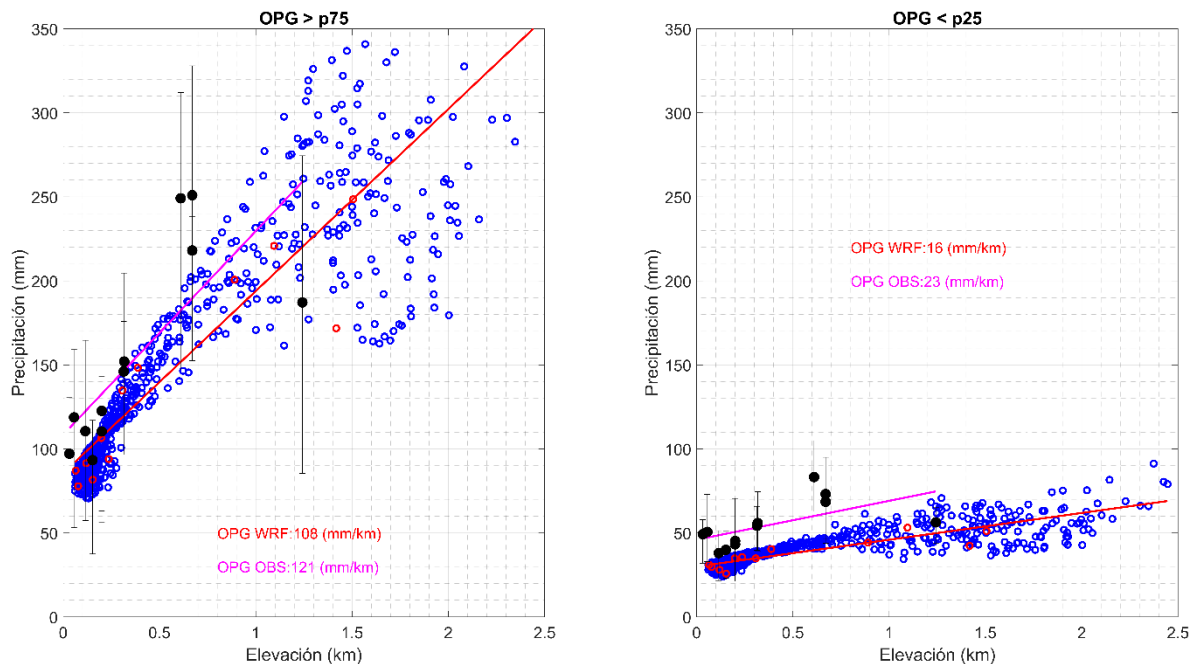 OPG > p75
350
300
250
200
150
100
50
0
Precipitación (mm)
OPG WRF:108 (mm/km)
OPG OBS:121 (mm/km)
0 0.5 1 1.5 2 2.5
Elevación (km)
OPG < p25
350
300
250
200
150
100
50
0
Precipitación (mm)
OPG WRF:16 (mm/km)
OPG OBS:23 (mm/km)
0 0.5 1 1.5 2 2.5
Elevación (km)